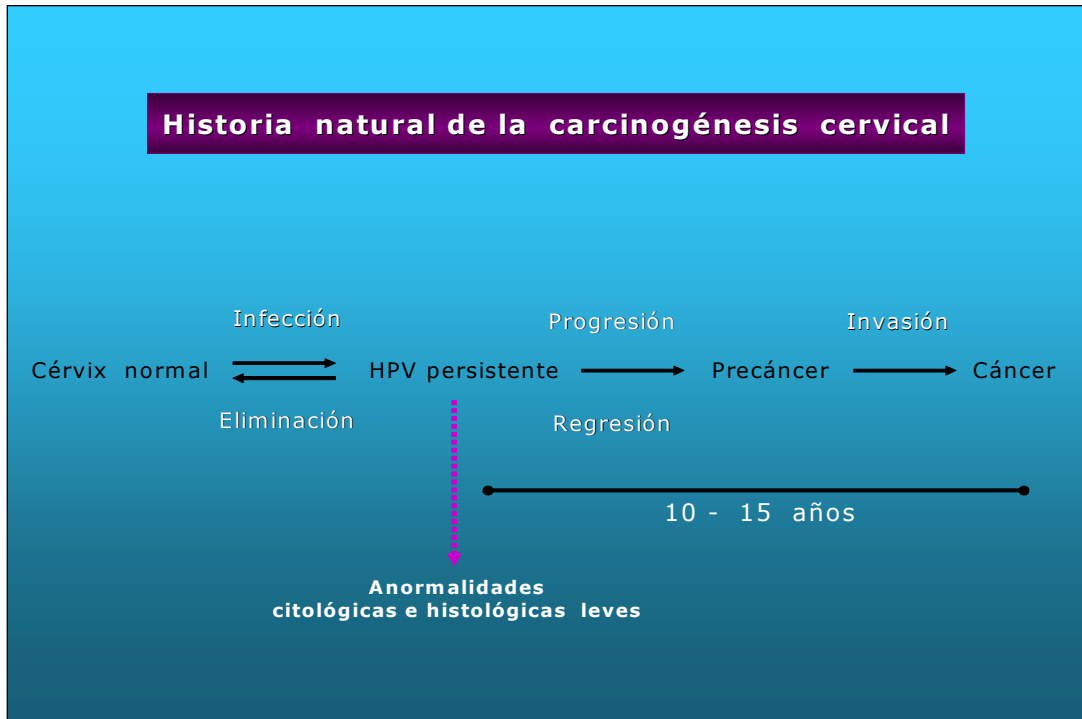 Historia natural de la carcinogénesis cervical
Infección
Progresión
Invasión
Cérvix normal
HPV persistente
Precáncer
Cáncer
Eliminación
Regresión
10 - 15 años
Anormalidades
citológicas e histológicas leves